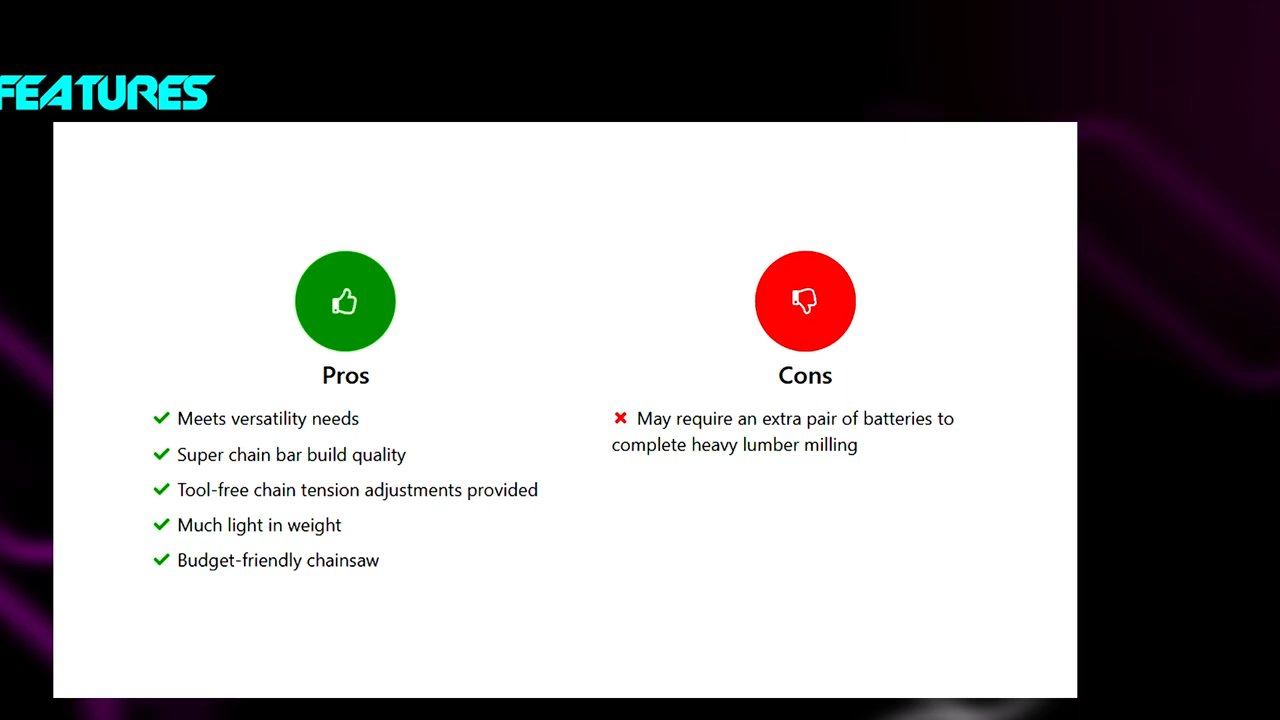 FEATURES
Pros
Meets versatility needs
Super chain bar build quality
Tool-free chain tension adjustments provided
Much light in weight
Budget-friendly chainsaw
Cons
May require an extra pair of batteries to
complete heavy lumber milling